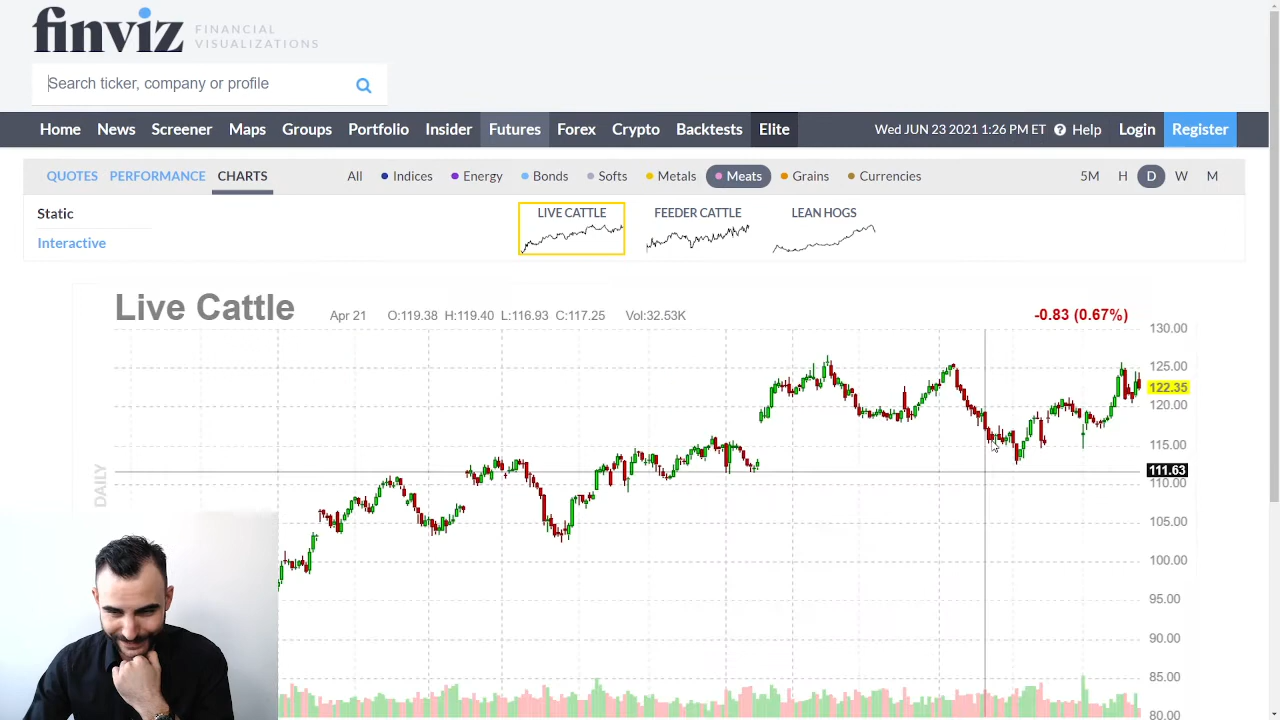 finviz
FINANCIAL
VISUALIZATIONS
Search ticker, company or profile
Home News Screener Maps Groups Portfolio Insider Futures Forex Crypto Backtests Elite Wed JUN 23 2021 1:26 PM ET ? Help Login Register
QUOTES PERFORMANCE CHARTS All Indices Energy Bonds Softs Metals Meats Grains Currencies 5M H D W M
Static
Interactive
LIVE CATTLE FEEDER CATTLE LEAN HOGS
Live Cattle Apr 21 O:119.38 H:119.40 L:116.93 C:117.25 Vol:32.53K -0.83 (0.67%)
130.00
125.00
122.35
120.00
115.00
111.63
110.00
DAILY
105.00
100.00
95.00
90.00
85.00
80.00